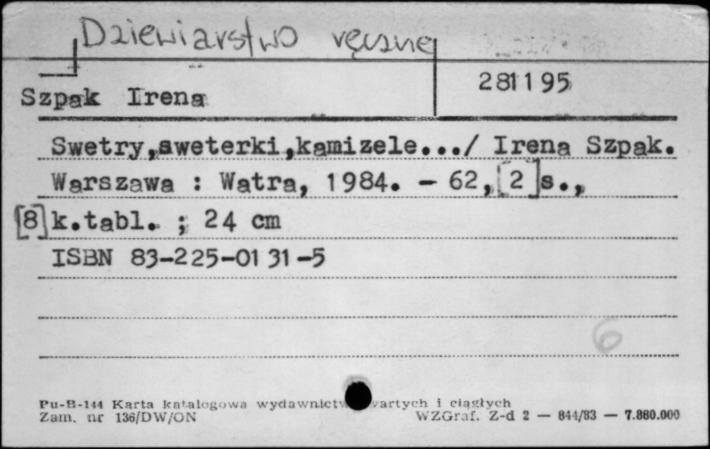 Dziewiarstwo ręczne
Szpak Irena
281195
Swetry,sweterki,kamizele.../ Irena Szpak.
Warszawa : Watra, 1984. - 62,[2]s.,
[8]k.tabl. ; 24 cm
ISBN 83-225-0131-5
6
Pu-B-144 Karta katalogowa wydawnictw zwartych i ciągłych
Zam. nr 136/DW/ON WZGraf. Z-d 2 — 844/83 — 7.860.000